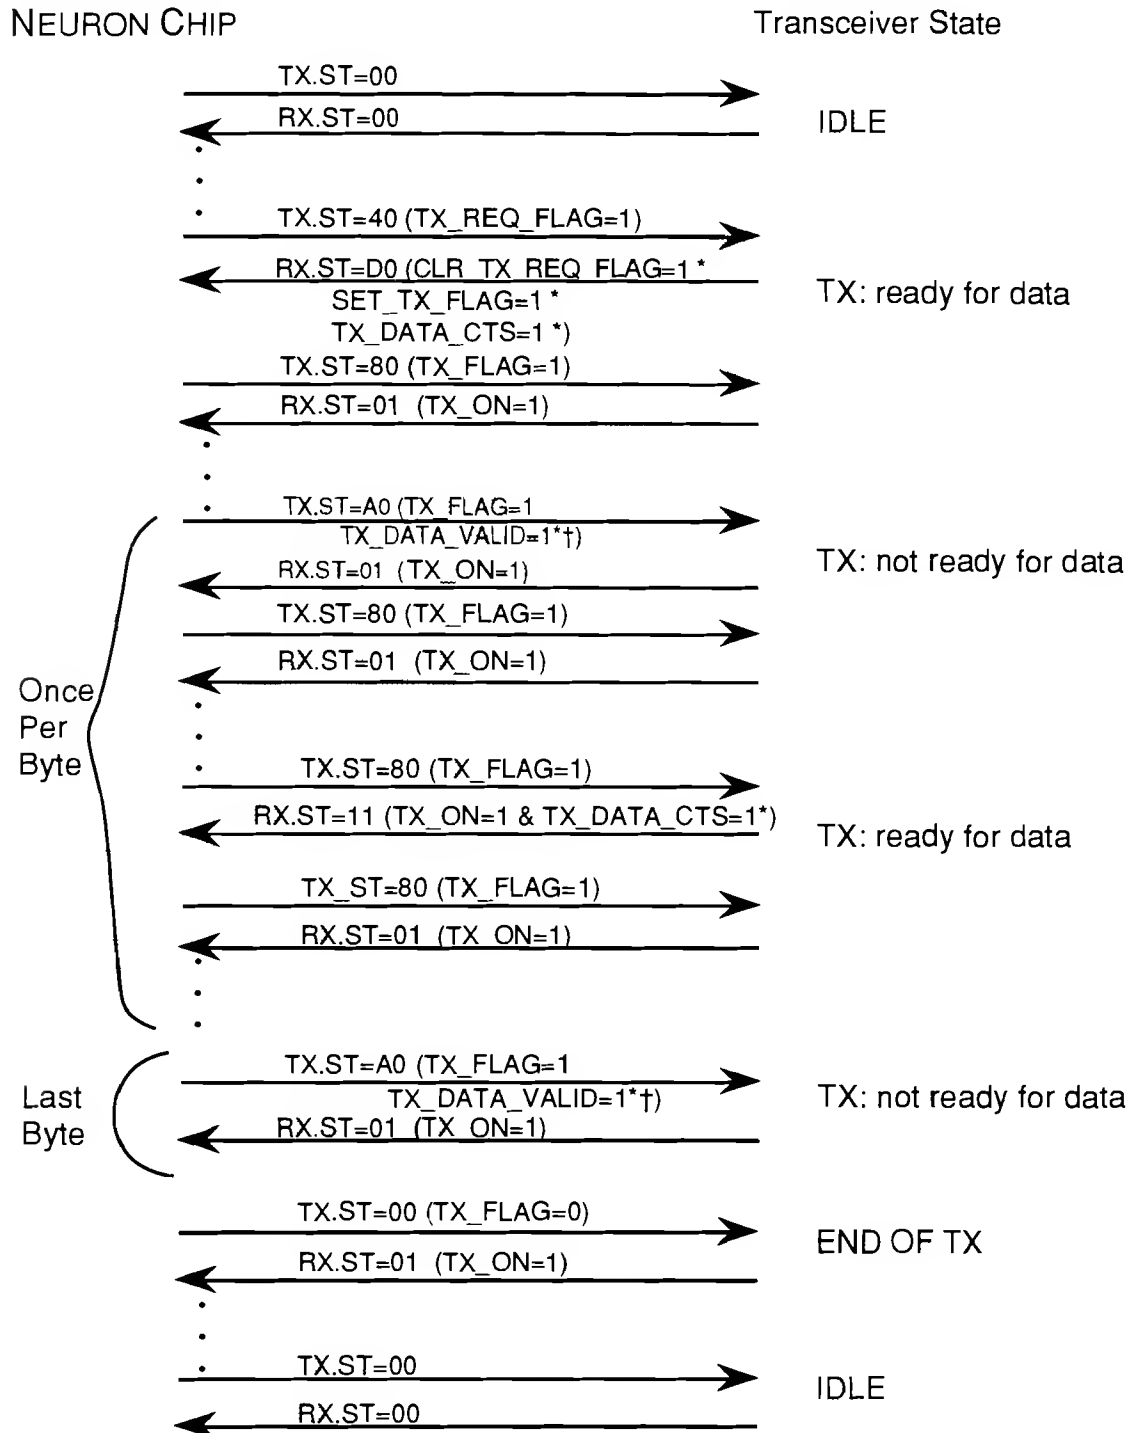 NEURON CHIP
Transceiver State
TX.ST=00
RX.ST=00
IDLE
TX.ST=40 (TX_REQ_FLAG=1)
RX.ST=D0 (CLR_TX_REQ_FLAG=1 *
SET_TX_FLAG=1 *
TX_DATA_CTS=1 *)
TX: ready for data
TX.ST=80 (TX_FLAG=1)
RX.ST=01 (TX_ON=1)
TX.ST=A0 (TX_FLAG=1
TX_DATA_VALID=1*†)
TX: not ready for data
RX.ST=01 (TX_ON=1)
TX.ST=80 (TX_FLAG=1)
RX.ST=01 (TX_ON=1)
Once
Per
Byte
TX.ST=80 (TX_FLAG=1)
RX.ST=11 (TX_ON=1 & TX_DATA_CTS=1*)
TX: ready for data
TX_ST=80 (TX_FLAG=1)
RX.ST=01 (TX_ON=1)
Last
Byte
TX.ST=A0 (TX_FLAG=1
TX_DATA_VALID=1*†)
TX: not ready for data
RX.ST=01 (TX_ON=1)
TX.ST=00 (TX_FLAG=0)
END OF TX
RX.ST=01 (TX_ON=1)
TX.ST=00
IDLE
RX.ST=00